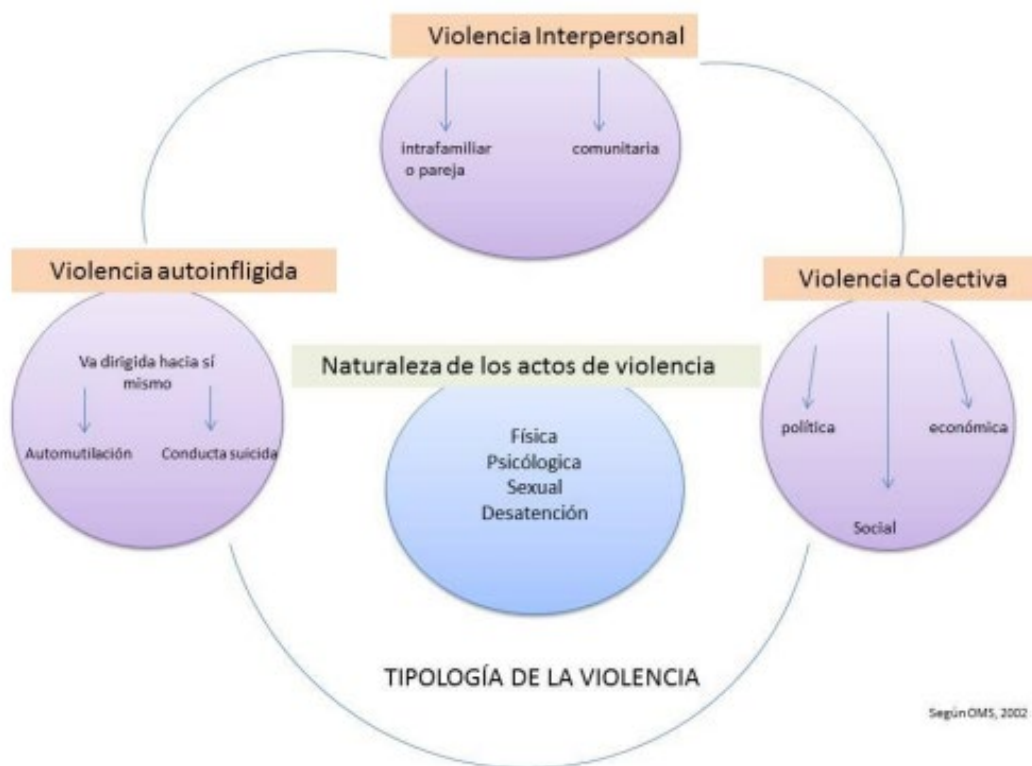 Violencia Interpersonal
intrafamiliar
o pareja
comunitaria
Violencia autoinfligida
Va dirigida hacia sí
mismo
Automutilación
Conducta suicida
Violencia Colectiva
política
económica
Social
Naturaleza de los actos de violencia
Física
Psicólogica
Sexual
Desatención
TIPOLOGÍA DE LA VIOLENCIA
Según OMS, 2002